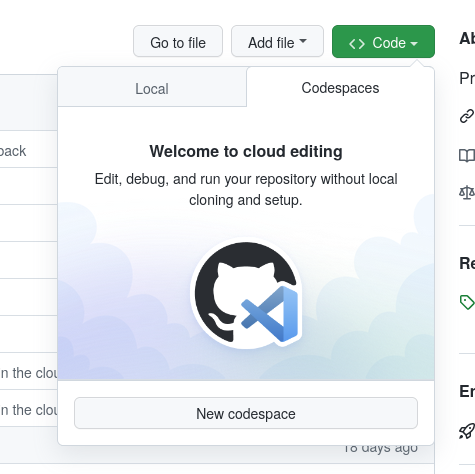 Go to file
Add file
Code
Local
Codespaces
Welcome to cloud editing
Edit, debug, and run your repository without local
cloning and setup.
New codespace
back
n the clou
n the clou
18 days ago
Ab
Pr
Re
En